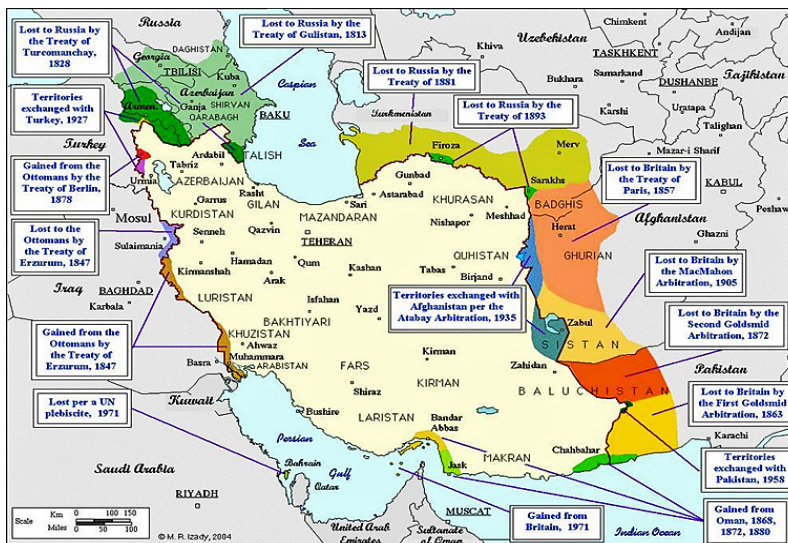 Lost to Russia by
the Treaty of
Turcomanchay,
1828
Russia
Lost to Russia by the
Treaty of Gulistan, 1813
DAGHISTAN
Georgia
TBILISI
Kuba
Azerbaijan
Ganja
SHIRVAN
QARABAGH
Armen.
BAKU
TALISH
Caspian
Sea
Khiva
Uzbekistan
Chimkent
Andijan
TASHKENT
Bukhara
Samarkand
DUSHANBE
Tajikistan
Karshi
Uratapa
Talighan
Mazar-i Sharif
KABUL
Peshaw
Lost to Russia by the
Treaty of 1881
Lost to Russia by the
Treaty of 1893
Turkmenistan
Firoza
Merv
Sarakhs
Territories
exchanged with
Turkey, 1927
Turkey
Gained from the
Ottomans by
the Treaty of Berlin,
1878
Ardabil
Tabriz
Urmia
AZERBAIJAN
Rasht
Garrus
GILAN
KURDISTAN
Mosul
Sulaimania
Senneh
Qazvin
MAZANDARAN
Sari
Astarabad
Gunbad
KHURASAN
Meshhad
Nishapor
BADGHIS
Herat
GHURIAN
Afghanistan
Ghazni
Lost to Britain by
the Treaty of
Paris, 1857
Lost to the
Ottomans by
the Treaty of
Erzurum, 1847
TEHERAN
Hamadan
Qum
Kirmanshah
Arak
Kashan
Tabas
QUHISTAN
Birjand
BAGHDAD
Karbala
Iraq
LURISTAN
Isfahan
BAKHTIYARI
Yazd
Territories exchanged with
Afghanistan per the
Atabay Arbitration, 1935
Lost to Britain by
the MacMahon
Arbitration, 1905
Zabul
SISTAN
Gained from the
Ottomans by
the Treaty of
Erzurum, 1847
KHUZISTAN
Ahwaz
Muhammara
ARABISTAN
Basra
Kuwait
FARS
Shiraz
Kirman
KIRMAN
Zahidan
BALUCHISTAN
Pakistan
Lost to Britain by the
Second Goldsmid
Arbitration, 1872
Lost to Britain by
the First Goldsmid
Arbitration, 1863
Lost per a UN
plebiscite, 1971
Bushire
LARISTAN
Bandar
Abbas
Persian
Gulf
Bahrain
Qatar
Jask
MAKRAN
Chahbahar
Karachi
Territories
exchanged with
Pakistan, 1958
Saudi Arabia
RIYADH
MUSCAT
Gained from
Britain, 1971
Gained from
Oman, 1868,
1872, 1880
United Arab
Emirates
Sultanate
of Oman
Indian Ocean
Scale
Km
Miles
0 50 100 150
0 50 100
© M. R. Izady, 2004